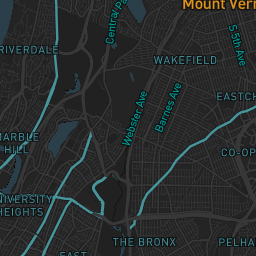 Mount Vern
Central Pa
S 5th Ave
RIVERDALE
WAKEFIELD
Webster Ave
Barnes Ave
EASTCH
MARBLE
HILL
CO-OP
UNIVERSITY
HEIGHTS
THE BRONX
PELHA
EAST